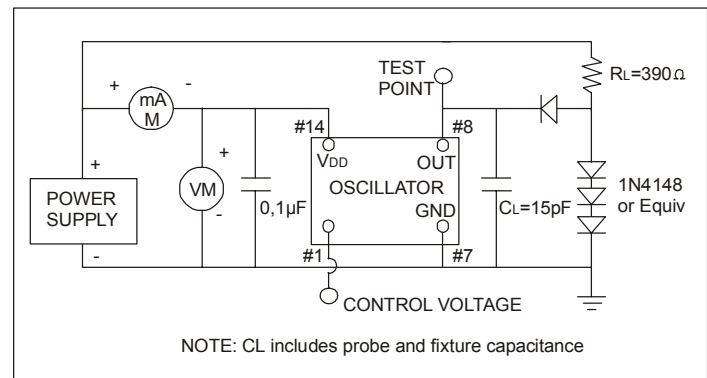 TEST
POINT
RL=390Ω
+
-
mA
M
#14
#8
+
+
VDD
OUT
OSCILLATOR
VM
1N4148
or Equiv
POWER
SUPPLY
0,1µF
GND
CL=15pF
-
-
#1
#7
CONTROL VOLTAGE
NOTE: CL includes probe and fixture capacitance